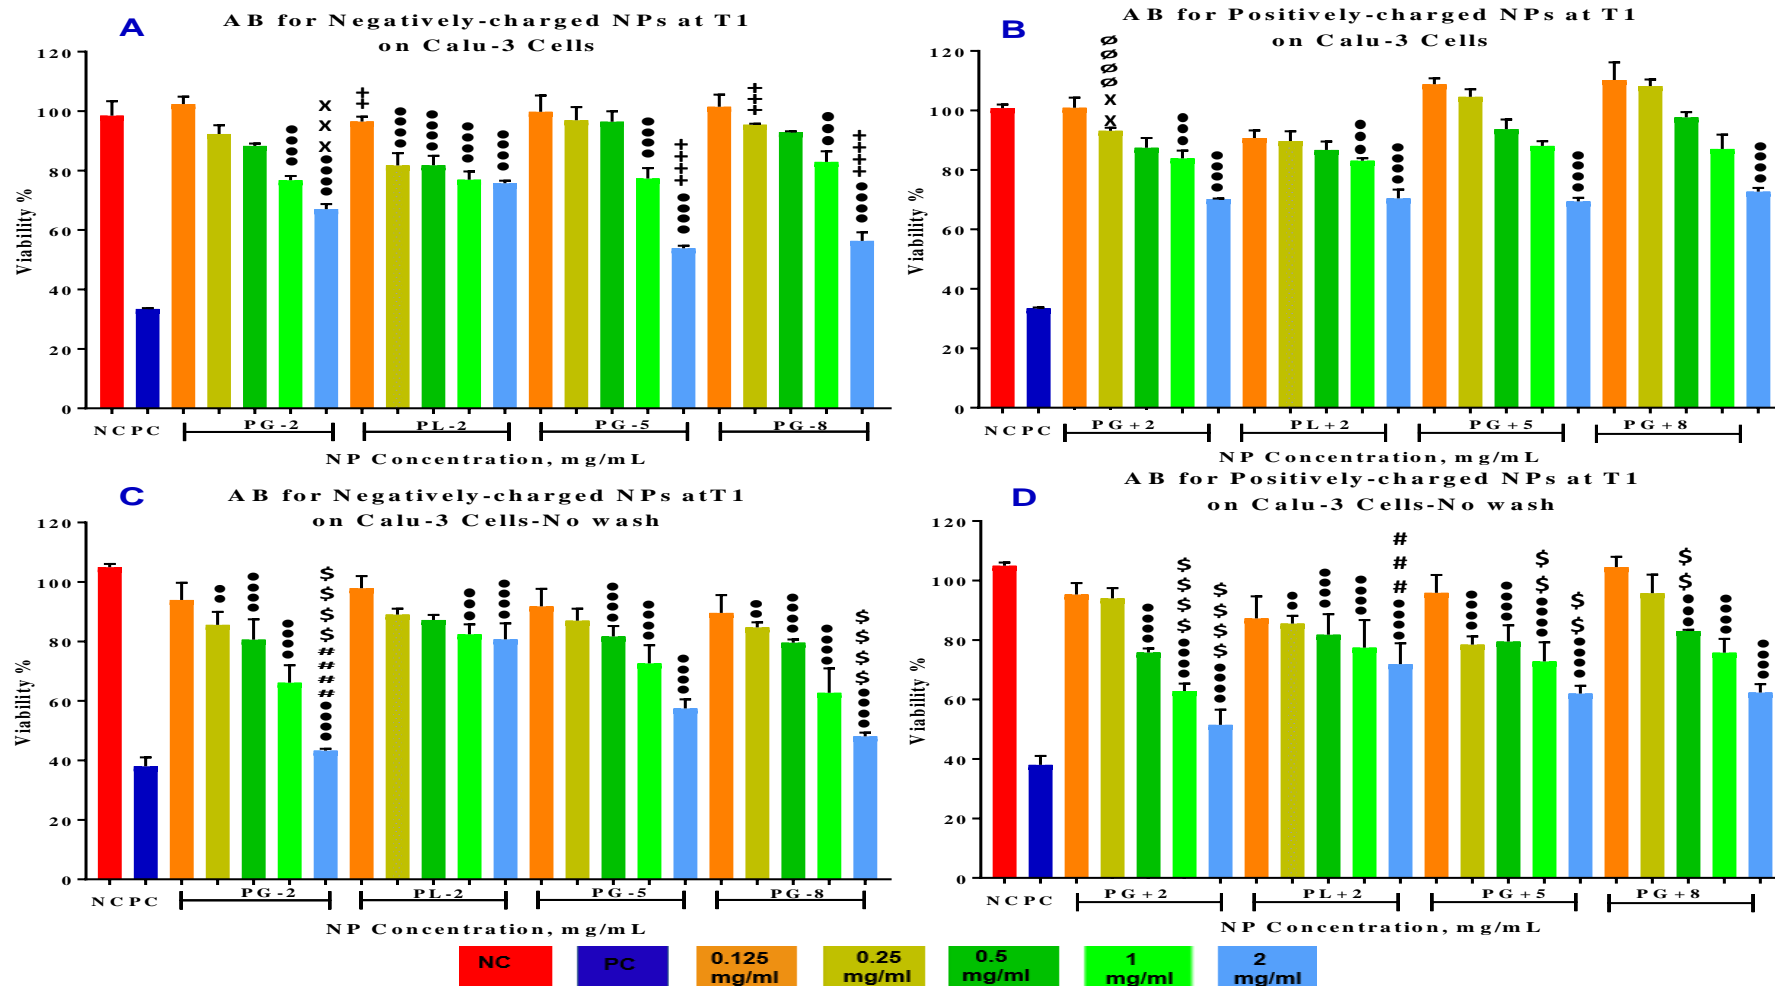 A
AB for Negatively-charged NPs at T1
on Calu-3 Cells
Viability %
120
100
80
60
40
20
0
NC PC PG-2 PL-2 PG-5 PG-8
NP Concentration, mg/mL
B
AB for Positively-charged NPs at T1
on Calu-3 Cells
Viability %
120
100
80
60
40
20
0
NC PC PG+2 PL+2 PG+5 PG+8
NP Concentration, mg/mL
C
AB for Negatively-charged NPs atT1
on Calu-3 Cells-No wash
Viability %
120
100
80
60
40
20
0
NC PC PG-2 PL-2 PG-5 PG-8
NP Concentration, mg/mL
D
AB for Positively-charged NPs at T1
on Calu-3 Cells-No wash
Viability %
120
100
80
60
40
20
0
NC PC PG+2 PL+2 PG+5 PG+8
NP Concentration, mg/mL
NC
PC
0.125
mg/ml
0.25
mg/ml
0.5
mg/ml
1
mg/ml
2
mg/ml